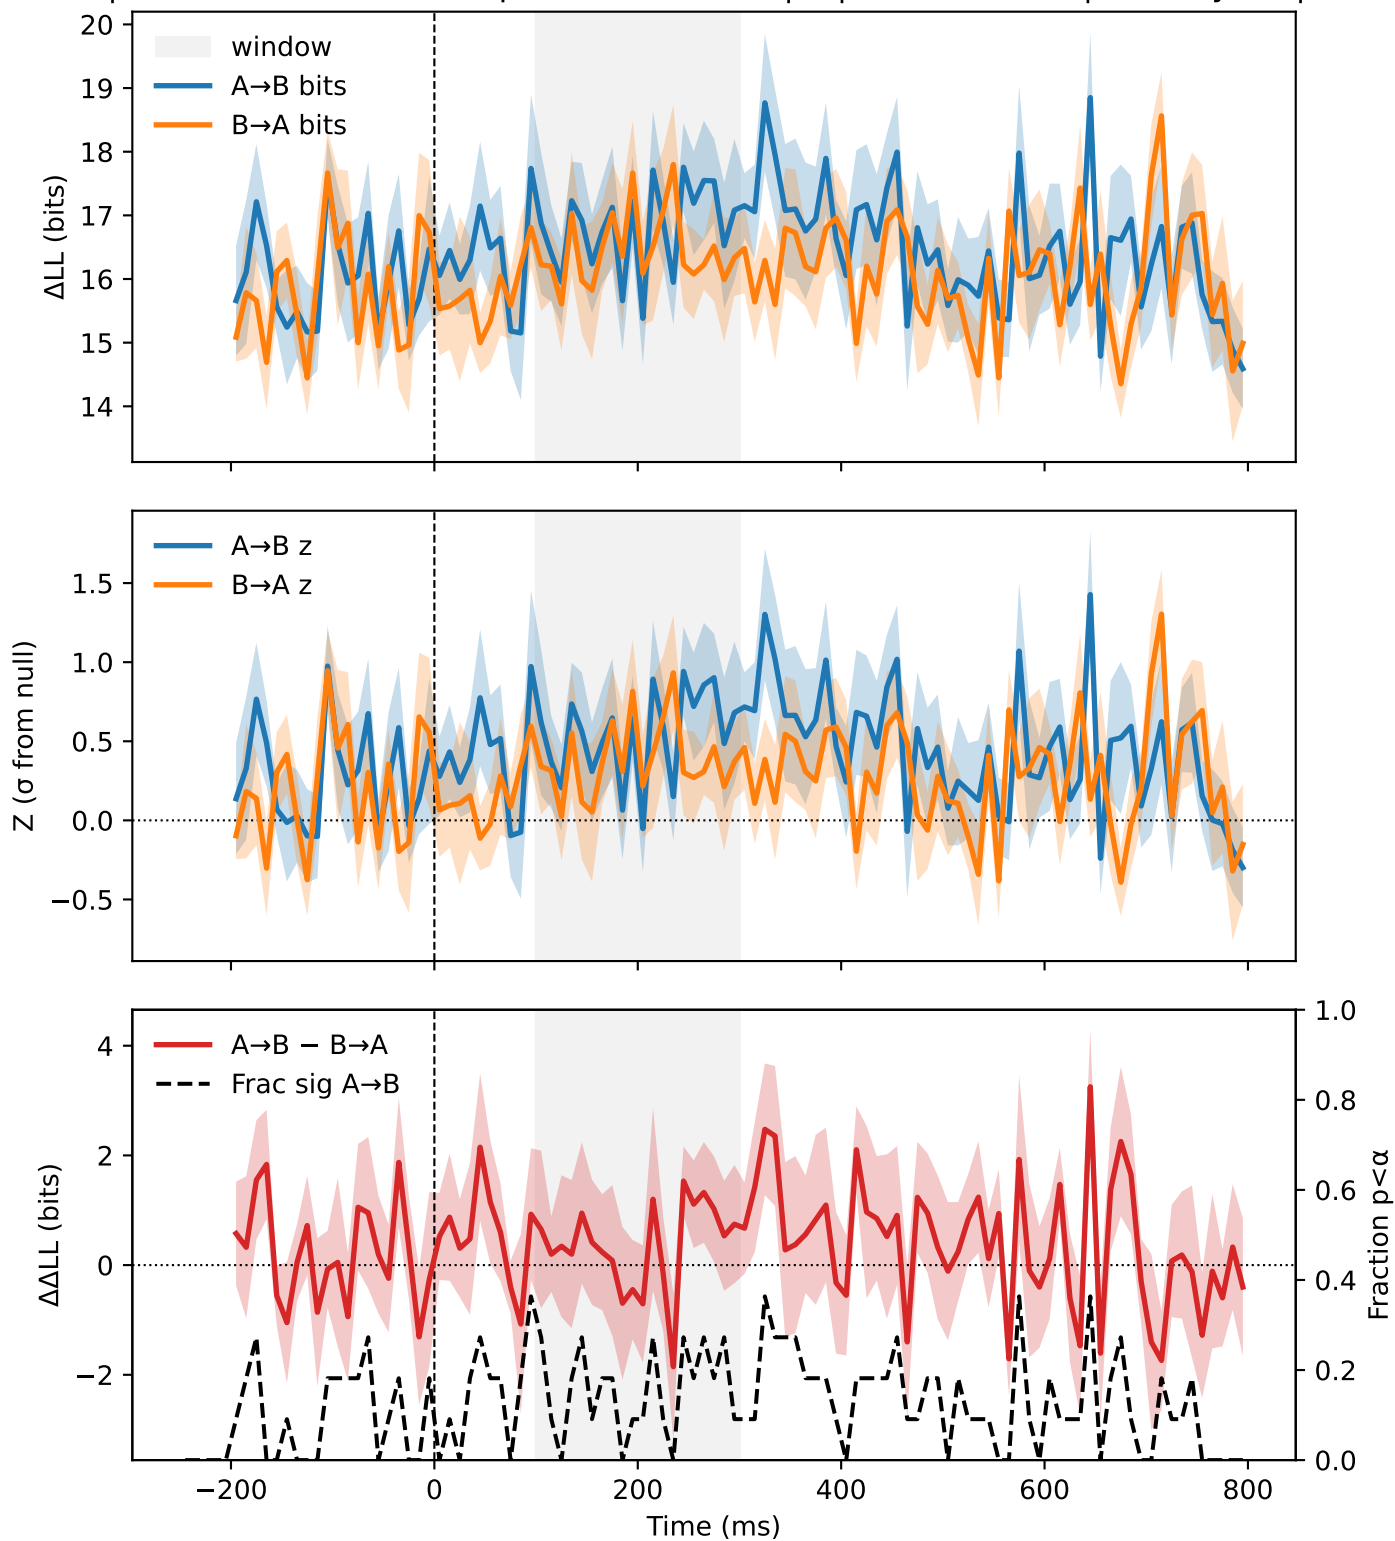 20
19
18
17
16
15
14
ΔLL (bits)
window
A→B bits
B→A bits
1.5
1.0
0.5
0.0
−0.5
Z (σ from null)
A→B z
B→A z
4
2
0
−2
ΔΔLL (bits)
A→B − B→A
Frac sig A→B
1.0
0.8
0.6
0.4
0.2
0.0
Fraction p<α
−200 0 200 400 600 800
Time (ms)